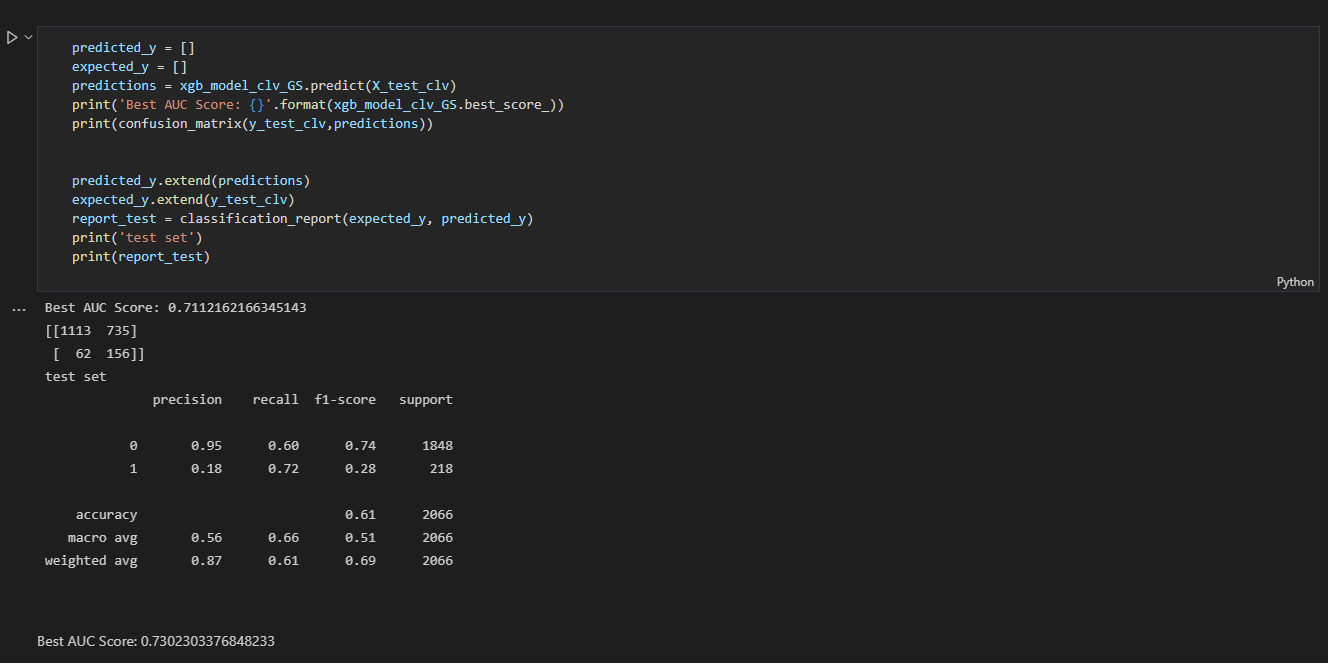 predicted_y = []
expected_y = []
predictions = xgb_model_clv_GS.predict(X_test_clv)
print('Best AUC Score: {}'.format(xgb_model_clv_GS.best_score_))
print(confusion_matrix(y_test_clv,predictions))
predicted_y.extend(predictions)
expected_y.extend(y_test_clv)
report_test = classification_report(expected_y, predicted_y)
print('test set')
print(report_test)
Python
... Best AUC Score: 0.7112162166345143
[[1113  735]
 [  62  156]]
test set
              precision    recall  f1-score   support
           0       0.95      0.60      0.74      1848
           1       0.18      0.72      0.28       218
    accuracy                           0.61      2066
   macro avg       0.56      0.66      0.51      2066
weighted avg       0.87      0.61      0.69      2066
Best AUC Score: 0.7302303376848233